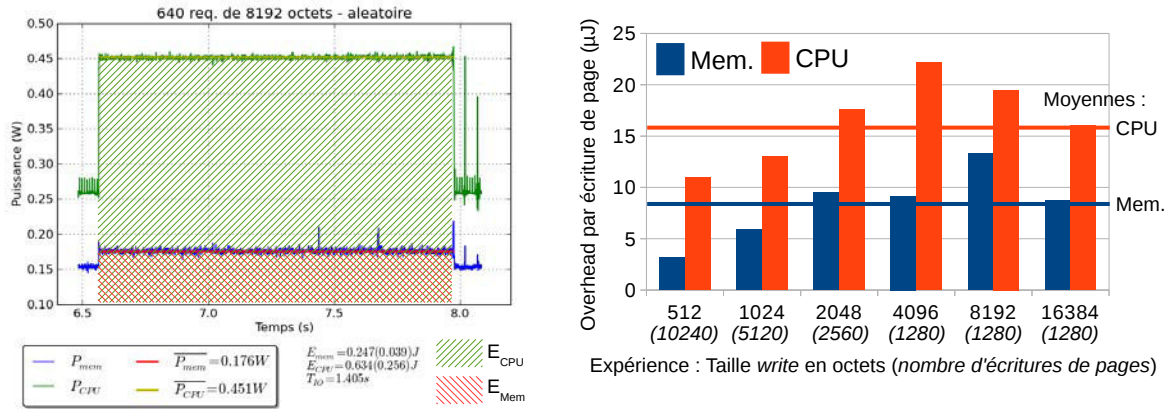 640 req. de 8192 octets - aleatoire
0.50
0.45
0.40
0.35
0.30
0.25
0.20
0.15
0.10
Puissance (W)
6.5 7.0 7.5 8.0
Temps (s)
P_mem
P_CPU
\overline{P_mem}=0.176W
\overline{P_CPU}=0.451W
E_mem=0.247(0.039)J
E_CPU=0.634(0.256)J
T_IO=1.405s
E_CPU
E_Mem
Overhead par écriture de page (µJ)
25
20
15
10
5
0
Mem. CPU
Moyennes :
CPU
Mem.
512 1024 2048 4096 8192 16384
(10240) (5120) (2560) (1280) (1280) (1280)
Expérience : Taille write en octets (nombre d'écritures de pages)